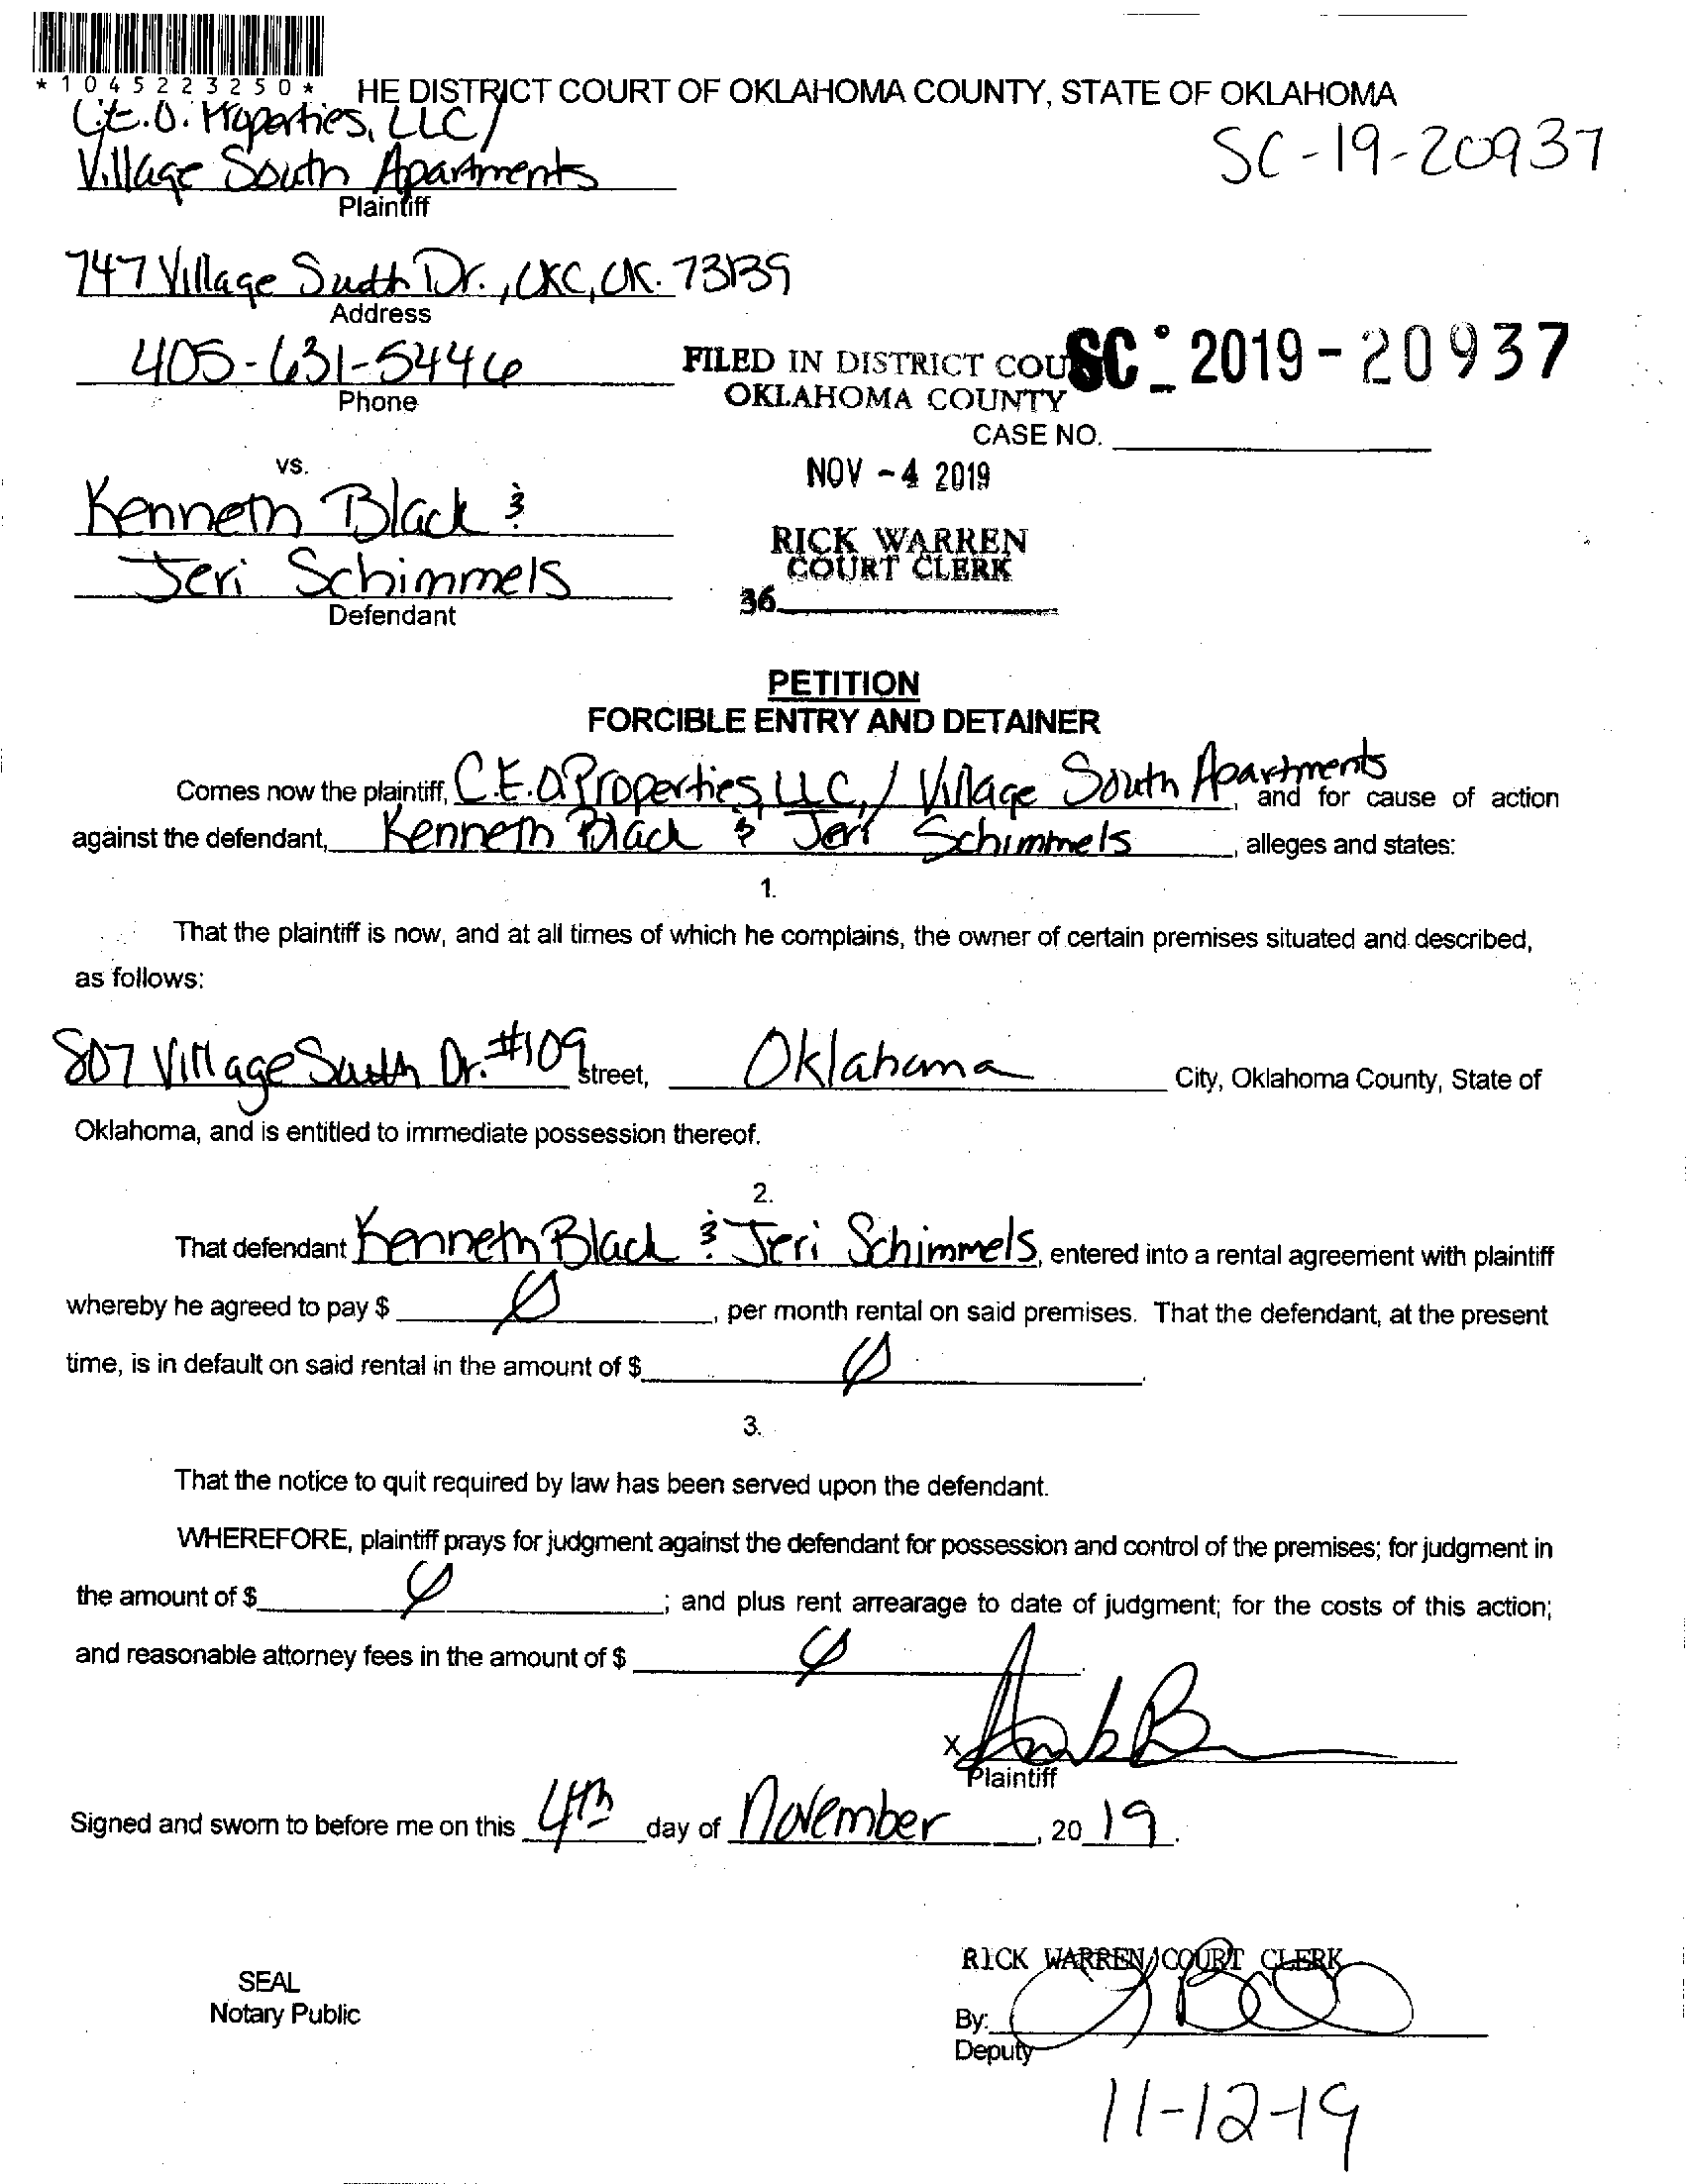 *1045223250*
HE DISTRICT COURT OF OKLAHOMA COUNTY, STATE OF OKLAHOMA
C.E.O. Properties, LLC/
SC-19-20937
Village South Apartments
Plaintiff
747 Village South Dr., OKC, OK. 73139
Address
405-631-5446
FILED IN DISTRICT COU SC - 2019 - 20937
Phone
OKLAHOMA COUNTY
CASE NO.
vs.
NOV -4 2019
Kenneth Black &
RICK WARREN
COURT CLERK
Jeri Schimmels
36
Defendant
PETITION
FORCIBLE ENTRY AND DETAINER
Comes now the plaintiff, C.E.O Properties, LLC, / Village South Apartments, and for cause of action
against the defendant, Kenneth Black & Jeri Schimmels, alleges and states:
1.
That the plaintiff is now, and at all times of which he complains, the owner of certain premises situated and described,
as follows:
807 Village South Dr. #109 street, Oklahoma City, Oklahoma County, State of
Oklahoma, and is entitled to immediate possession thereof.
2.
That defendant Kenneth Black & Jeri Schimmels, entered into a rental agreement with plaintiff
whereby he agreed to pay $ Ø, per month rental on said premises. That the defendant, at the present
time, is in default on said rental in the amount of $ Ø.
3.
That the notice to quit required by law has been served upon the defendant.
WHEREFORE, plaintiff prays for judgment against the defendant for possession and control of the premises; for judgment in
the amount of $ Ø; and plus rent arrearage to date of judgment; for the costs of this action;
and reasonable attorney fees in the amount of $ Ø
X
Plaintiff
Signed and sworn to before me on this 4th day of November, 20 19.
RICK WARREN, COURT CLERK
SEAL
Notary Public
By:
Deputy
11-12-19